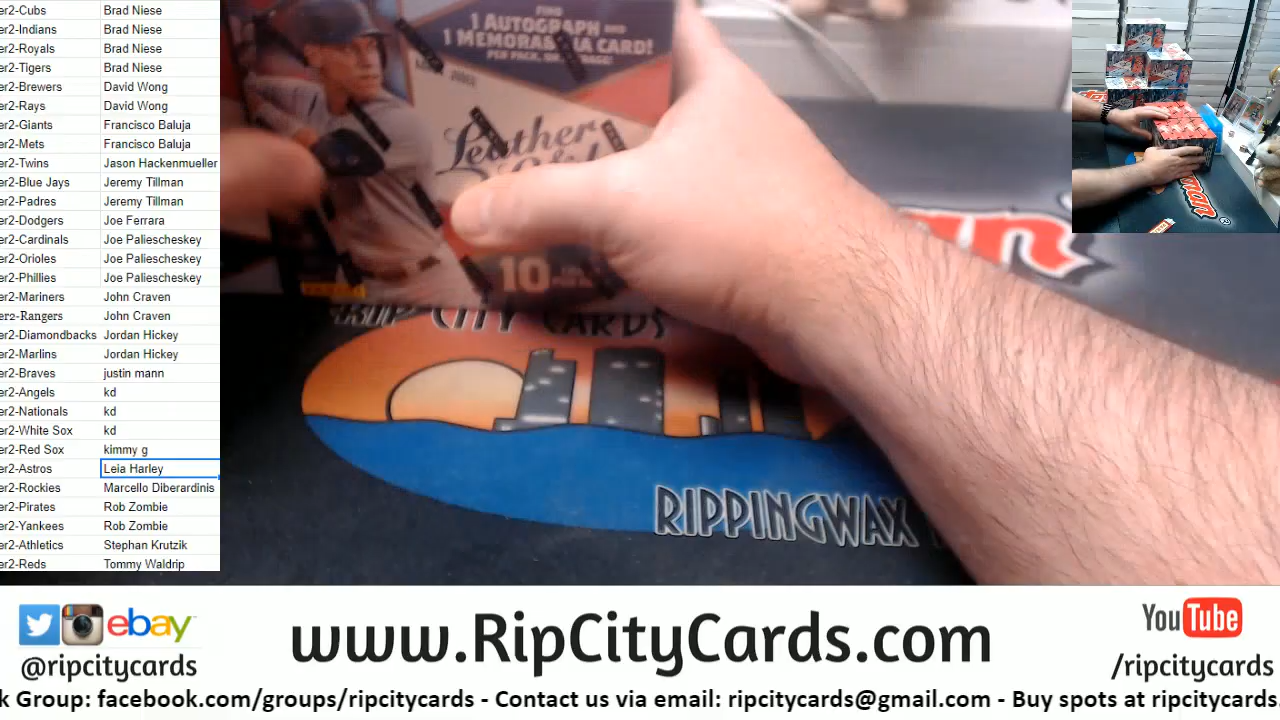 er2-Cubs Brad Niese
er2-Indians Brad Niese
er2-Royals Brad Niese
er2-Tigers Brad Niese
er2-Brewers David Wong
er2-Rays David Wong
er2-Giants Francisco Baluja
er2-Mets Francisco Baluja
er2-Twins Jason Hackenmueller
er2-Blue Jays Jeremy Tillman
er2-Padres Jeremy Tillman
er2-Dodgers Joe Ferrara
er2-Cardinals Joe Paliescheskey
er2-Orioles Joe Paliescheskey
er2-Phillies Joe Paliescheskey
er2-Mariners John Craven
er2-Rangers John Craven
er2-Diamondbacks Jordan Hickey
er2-Marlins Jordan Hickey
er2-Braves justin mann
er2-Angels kd
er2-Nationals kd
er2-White Sox kd
er2-Red Sox kimmy g
er2-Astros Leia Harley
er2-Rockies Marcello Diberardinis
er2-Pirates Rob Zombie
er2-Yankees Rob Zombie
er2-Athletics Stephan Krutzik
er2-Reds Tommy Waldrip
FIND
1 AUTOGRAPH AND
1 MEMORABILIA CARD!
Leather
10
CITY CARDS
RIPPINGWAX
man
ebay
@ripcitycards
www.RipCityCards.com
YouTube
/ripcitycards
k Group: facebook.com/groups/ripcitycards - Contact us via email: ripcitycards@gmail.com - Buy spots at ripcitycards.